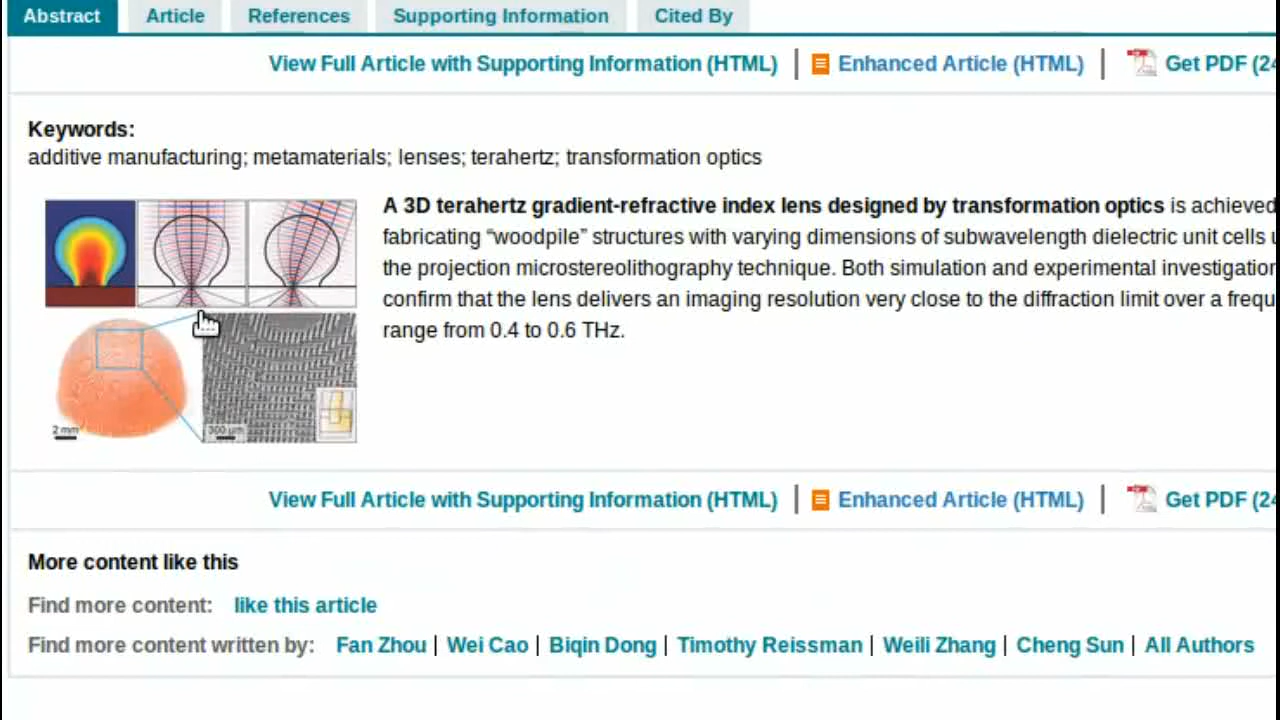 Abstract Article References Supporting Information Cited By
View Full Article with Supporting Information (HTML) Enhanced Article (HTML) Get PDF
Keywords:
additive manufacturing; metamaterials; lenses; terahertz; transformation optics
A 3D terahertz gradient-refractive index lens designed by transformation optics is achieved
fabricating “woodpile” structures with varying dimensions of subwavelength dielectric unit cells
the projection microstereolithography technique. Both simulation and experimental
confirm that the lens delivers an imaging resolution very close to the diffraction limit over a
range from 0.4 to 0.6 THz.
2 mm
300 µm
View Full Article with Supporting Information (HTML) Enhanced Article (HTML) Get PDF
More content like this
Find more content: like this article
Find more content written by: Fan Zhou Wei Cao Biqin Dong Timothy Reissman Weili Zhang Cheng Sun All Authors